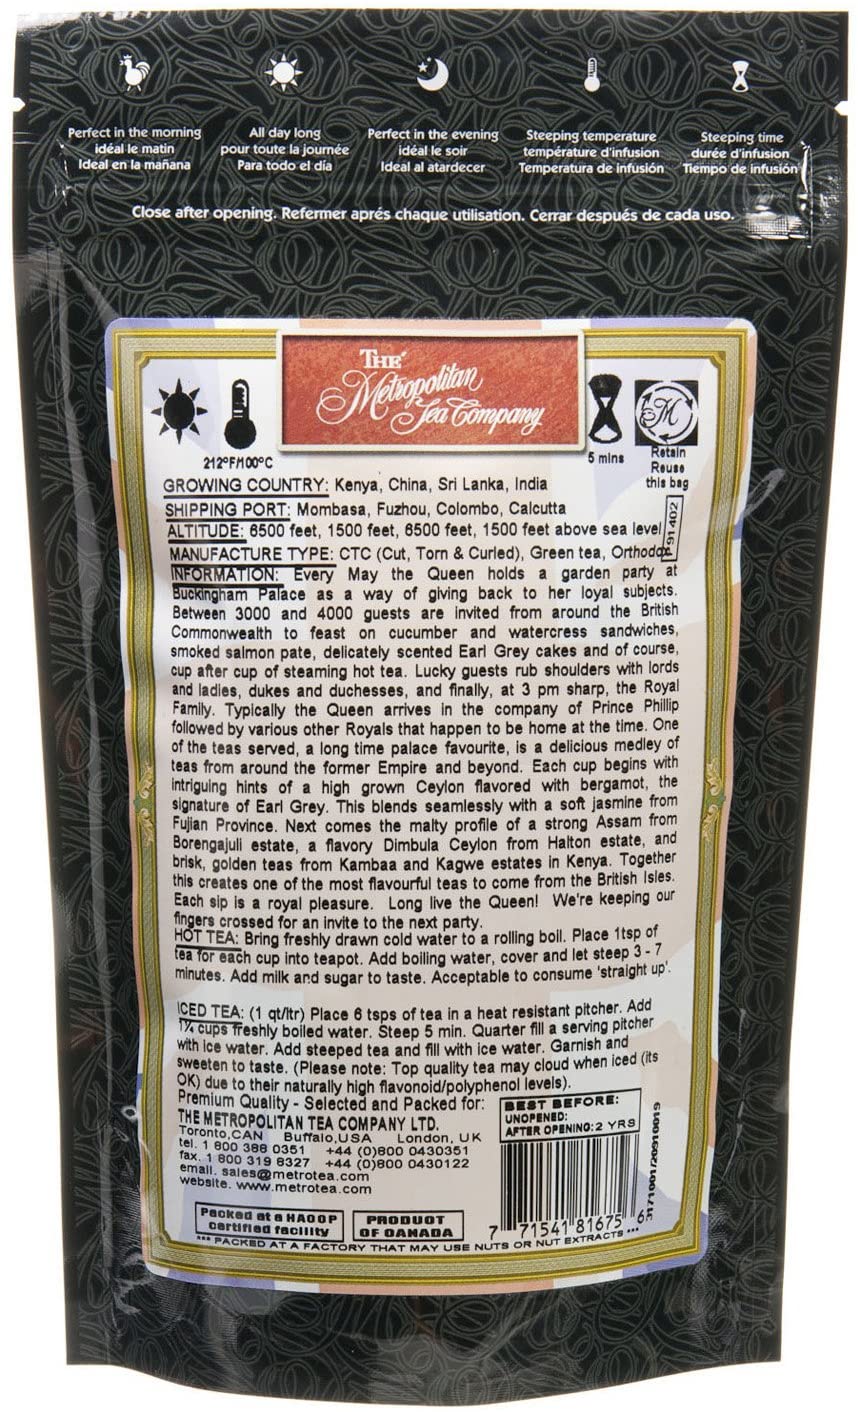 Perfect in the morning
idéal le matin
Ideal en la mañana
All day long
pour toute la journée
Para todo el día
Perfect in the evening
idéal le soir
Ideal al atardecer
Steeping temperature
température d'infusion
Temperatura de infusión
Steeping time
durée d'infusion
Tiempo de infusión
Close after opening. Refermer aprés chaque utilisation. Cerrar después de cada uso.
THE
Metropolitan
Tea Company
212°F/100°C
5 mins
M
Retain
Reuse
this bag
GROWING COUNTRY: Kenya, China, Sri Lanka, India
SHIPPING PORT: Mombasa, Fuzhou, Colombo, Calcutta
ALTITUDE: 6500 feet, 1500 feet, 6500 feet, 1500 feet above sea level
MANUFACTURE TYPE: CTC (Cut, Torn & Curled), Green tea, Orthodox
91402
INFORMATION: Every May the Queen holds a garden party at
Buckingham Palace as a way of giving back to her loyal subjects.
Between 3000 and 4000 guests are invited from around the British
Commonwealth to feast on cucumber and watercress sandwiches,
smoked salmon pate, delicately scented Earl Grey cakes and of course,
cup after cup of steaming hot tea. Lucky guests rub shoulders with lords
and ladies, dukes and duchesses, and finally, at 3 pm sharp, the Royal
Family. Typically the Queen arrives in the company of Prince Phillip
followed by various other Royals that happen to be home at the time. One
of the teas served, a long time palace favourite, is a delicious medley of
teas from around the former Empire and beyond. Each cup begins with
intriguing hints of a high grown Ceylon flavored with bergamot, the
signature of Earl Grey. This blends seamlessly with a soft jasmine from
Fujian Province. Next comes the malty profile of a strong Assam from
Borengajuli estate, a flavory Dimbula Ceylon from Halton estate, and
brisk, golden teas from Kambaa and Kagwe estates in Kenya. Together
this creates one of the most flavourful teas to come from the British Isles.
Each sip is a royal pleasure. Long live the Queen! We're keeping our
fingers crossed for an invite to the next party.
HOT TEA: Bring freshly drawn cold water to a rolling boil. Place 1tsp of
tea for each cup into teapot. Add boiling water, cover and let steep 3 - 7
minutes. Add milk and sugar to taste. Acceptable to consume 'straight up'.
ICED TEA: (1 qt/ltr) Place 6 tsps of tea in a heat resistant pitcher. Add
1¼ cups freshly boiled water. Steep 5 min. Quarter fill a serving pitcher
with ice water. Add steeped tea and fill with ice water. Garnish and
sweeten to taste. (Please note: Top quality tea may cloud when iced (its
OK) due to their naturally high flavonoid/polyphenol levels).
Premium Quality - Selected and Packed for:
THE METROPOLITAN TEA COMPANY LTD.
Toronto,CAN Buffalo,USA London, UK
tel. 1 800 388 0351 +44 (0)800 0430351
fax. 1 800 319 8327 +44 (0)800 0430122
email. sales@metrotea.com
website. www.metrotea.com
BEST BEFORE:
UNOPENED:
AFTER OPENING:2 YRS
3171001/20910019
Packed at a HACCP
certified facility
PRODUCT
OF CANADA
7 71541 81675 6
*** PACKED AT A FACTORY THAT MAY USE NUTS OR NUT EXTRACTS ***